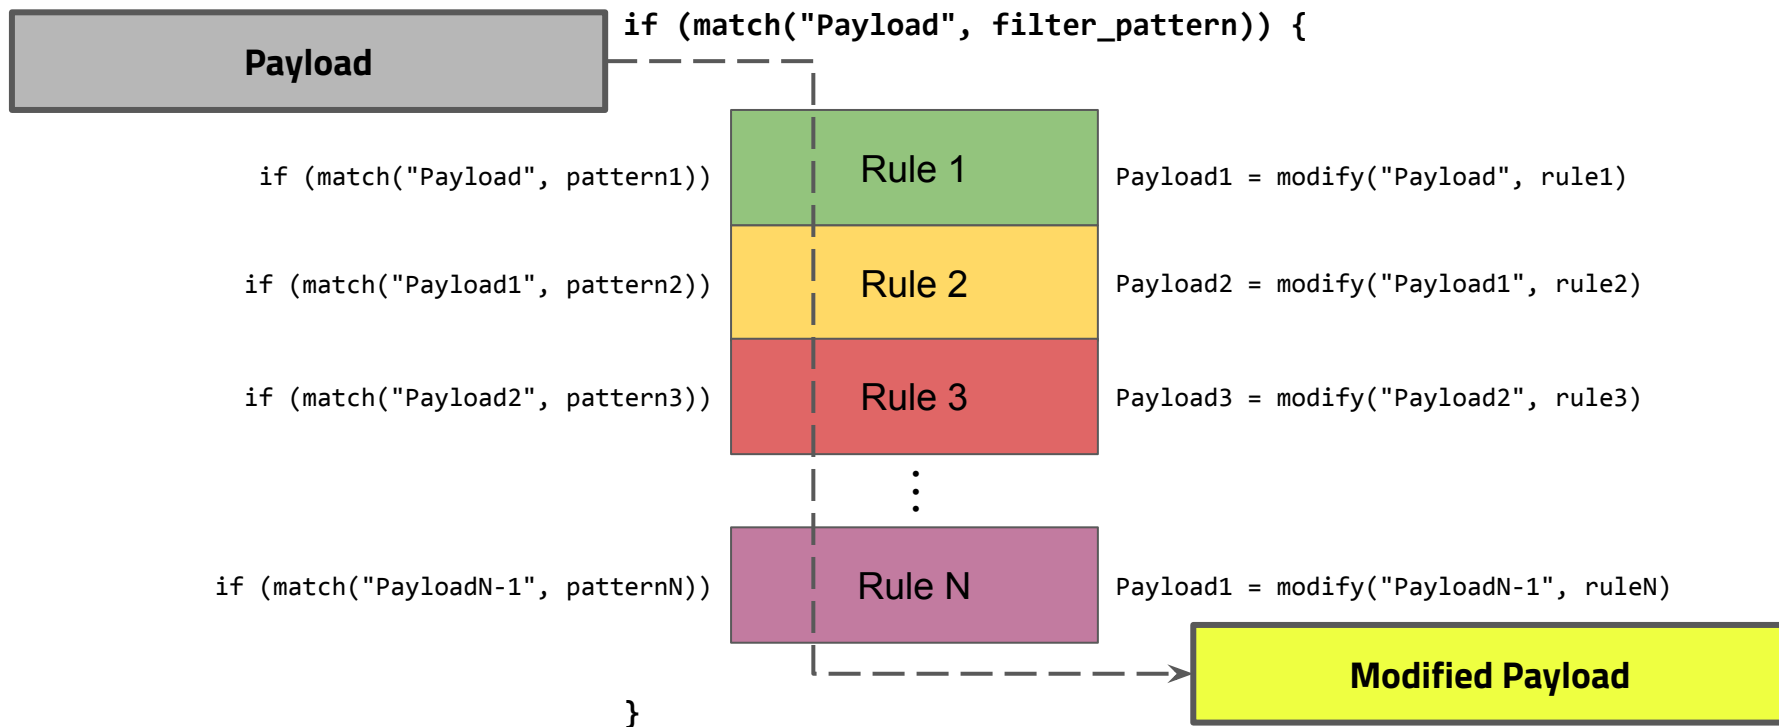 if (match("Payload", filter_pattern)) {
Payload
if (match("Payload", pattern1))
Rule 1
Payload1 = modify("Payload", rule1)
if (match("Payload1", pattern2))
Rule 2
Payload2 = modify("Payload1", rule2)
if (match("Payload2", pattern3))
Rule 3
Payload3 = modify("Payload2", rule3)
if (match("PayloadN-1", patternN))
Rule N
Payload1 = modify("PayloadN-1", ruleN)
Modified Payload
}